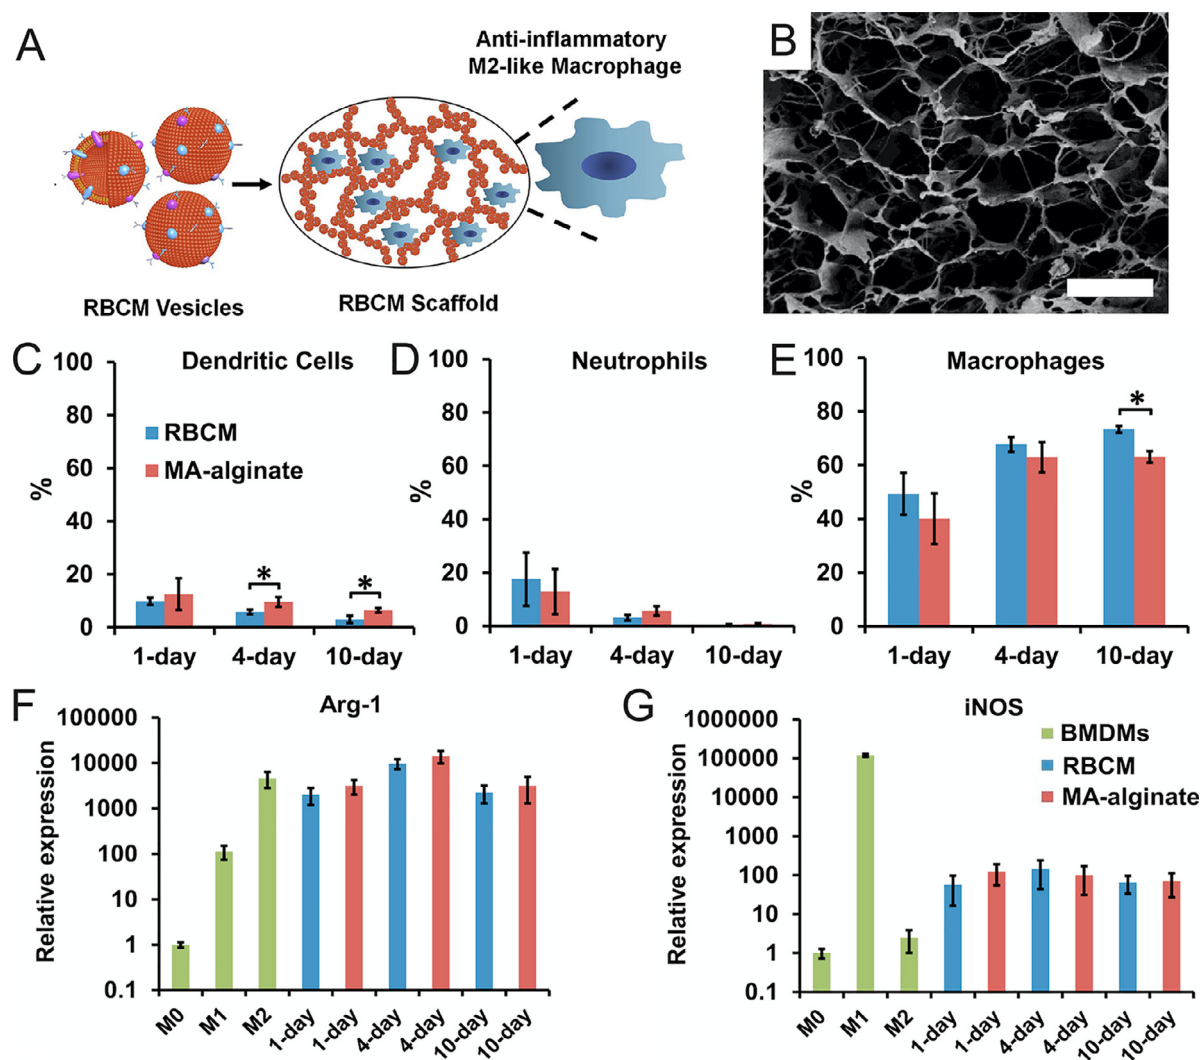 A
Anti-inflammatory
M2-like Macrophage
RBCM Vesicles
RBCM Scaffold
B
C
Dendritic Cells
RBCM
MA-alginate
%
100
80
60
40
20
0
1-day
4-day
10-day
*
*
D
Neutrophils
%
100
80
60
40
20
0
1-day
4-day
10-day
E
Macrophages
%
100
80
60
40
20
0
1-day
4-day
10-day
*
F
Arg-1
Relative expression
100000
10000
1000
100
10
1
0.1
M0
M1
M2
1-day
1-day
4-day
4-day
10-day
10-day
G
iNOS
BMDMs
RBCM
MA-alginate
Relative expression
1000000
100000
10000
1000
100
10
1
0.1
M0
M1
M2
1-day
1-day
4-day
4-day
10-day
10-day